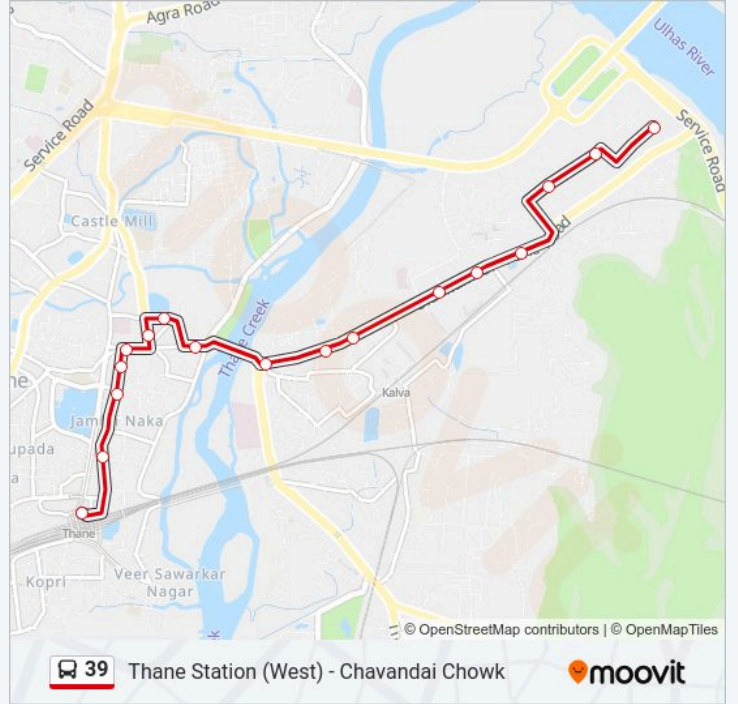 Agra Road
Ulhas River
Service Road
Service Road
Castle Mill
Thane Creek
Kalva
Naka
upada
a
Thane
Veer Sawarkar
Nagar
Kopri
© OpenStreetMap contributors | © OpenMapTiles
39 Thane Station (West) - Chavandai Chowk
moovit